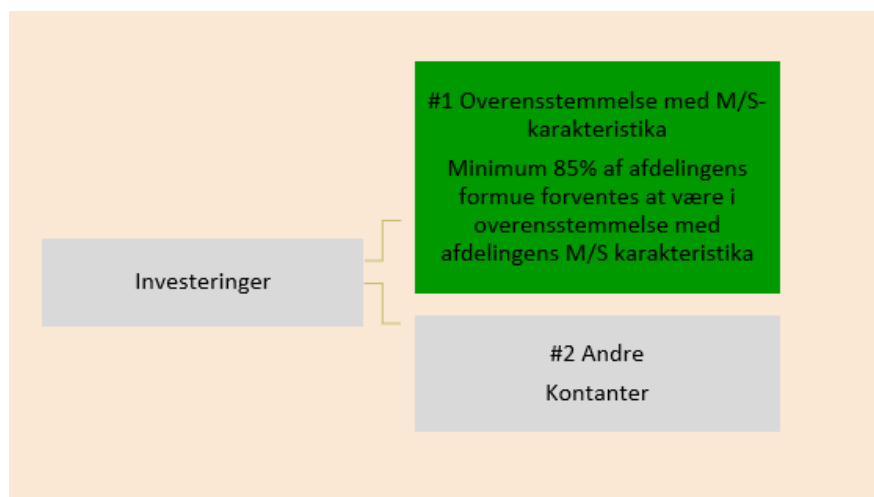 #1 Overensstemmelse med M/S-
karakteristika
Minimum 85% af afdelingens
formue forventes at være i
overensstemmelse med
afdelingens M/S karakteristika
Investeringer
#2 Andre
Kontanter